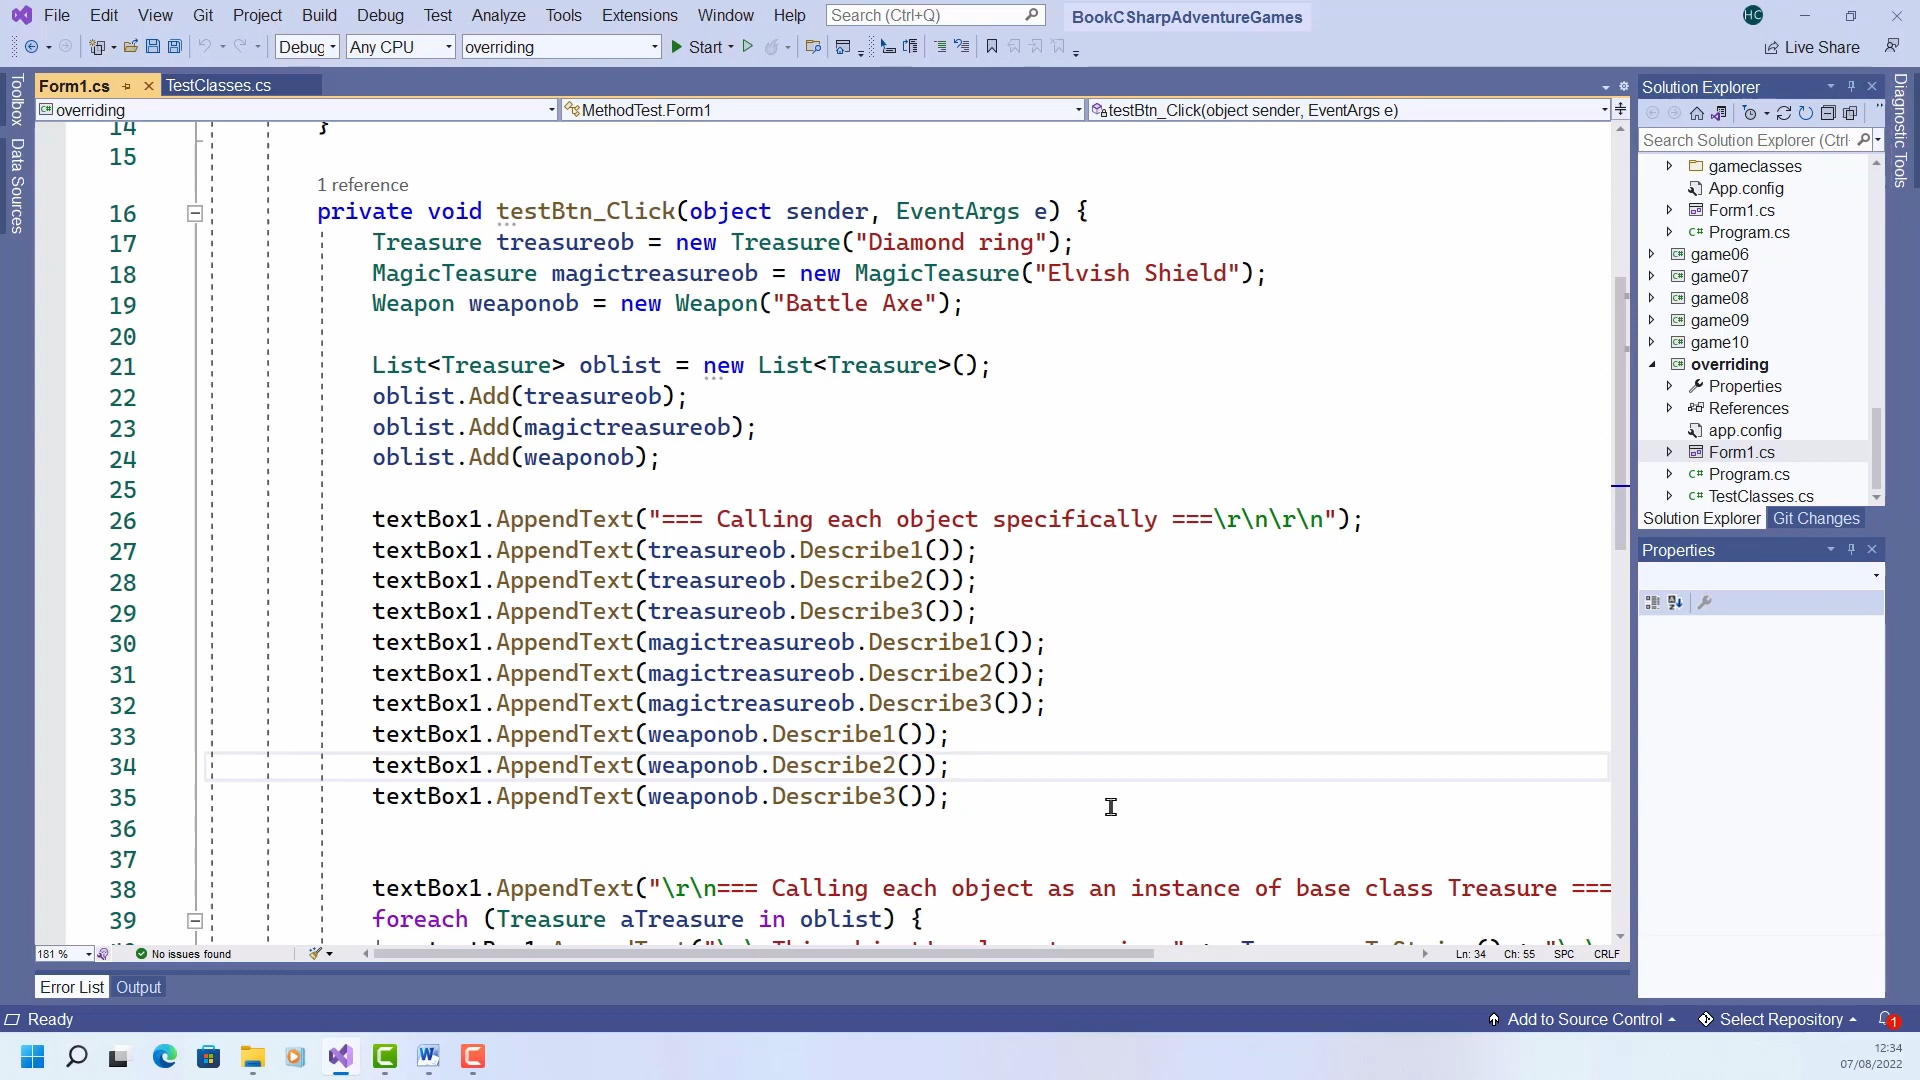 File Edit View Git Project Build Debug Test Analyze Tools Extensions Window Help Search (Ctrl+Q) BookCSharpAdventureGames HC
Debug Any CPU overriding Start Live Share
Form1.cs TestClasses.cs
overriding MethodTest.Form1 testBtn_Click(object sender, EventArgs e)
Toolbox
Data Sources
14 }
15
1 reference
16 private void testBtn_Click(object sender, EventArgs e) {
17 Treasure treasureob = new Treasure("Diamond ring");
18 MagicTeasure magictreasureob = new MagicTeasure("Elvish Shield");
19 Weapon weaponob = new Weapon("Battle Axe");
20
21 List<Treasure> oblist = new List<Treasure>();
22 oblist.Add(treasureob);
23 oblist.Add(magictreasureob);
24 oblist.Add(weaponob);
25
26 textBox1.AppendText("=== Calling each object specifically ===\r\n\r\n");
27 textBox1.AppendText(treasureob.Describe1());
28 textBox1.AppendText(treasureob.Describe2());
29 textBox1.AppendText(treasureob.Describe3());
30 textBox1.AppendText(magictreasureob.Describe1());
31 textBox1.AppendText(magictreasureob.Describe2());
32 textBox1.AppendText(magictreasureob.Describe3());
33 textBox1.AppendText(weaponob.Describe1());
34 textBox1.AppendText(weaponob.Describe2());
35 textBox1.AppendText(weaponob.Describe3());
36
37
38 textBox1.AppendText("\r\n=== Calling each object as an instance of base class Treasure ===
39 foreach (Treasure aTreasure in oblist) {
181 % No issues found Ln: 34 Ch: 55 SPC CRLF
Error List Output
Solution Explorer
Search Solution Explorer (Ctrl
gameclasses
App.config
Form1.cs
Program.cs
game06
game07
game08
game09
game10
overriding
Properties
References
app.config
Form1.cs
Program.cs
TestClasses.cs
Solution Explorer Git Changes
Properties
Diagnostic Tools
Ready Add to Source Control Select Repository 1
12:34
07/08/2022